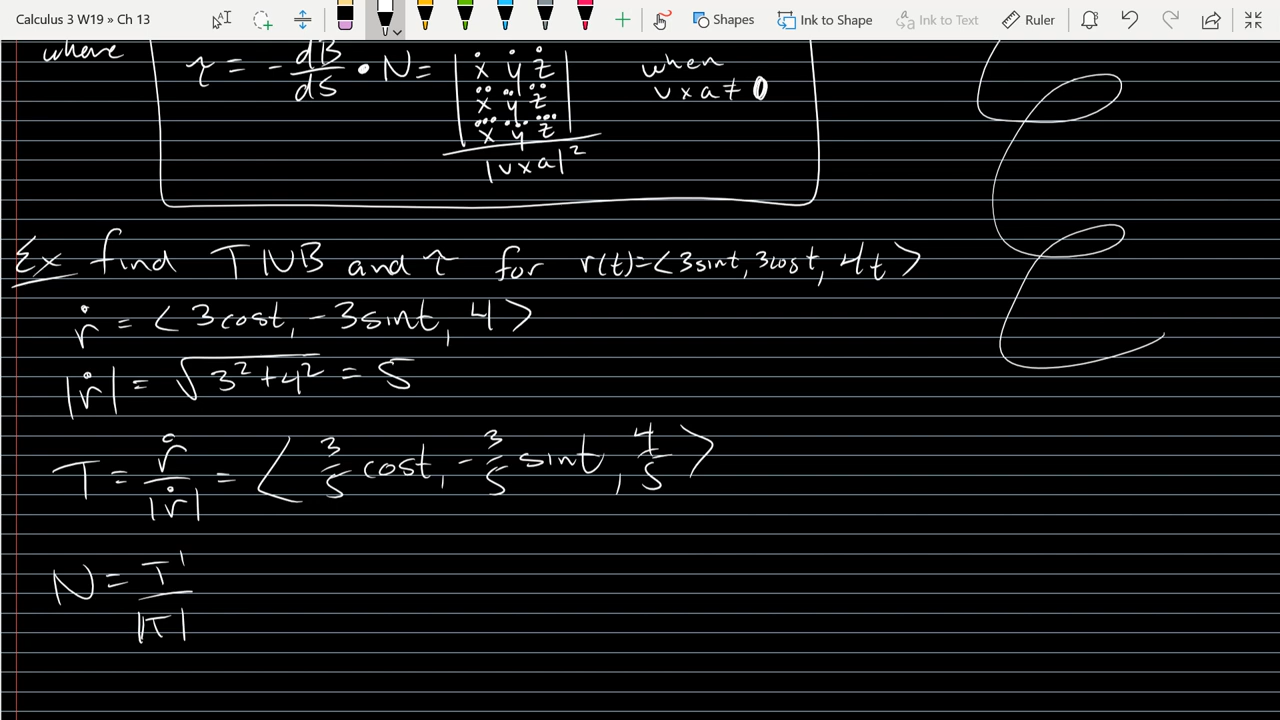 Calculus 3 W19 » Ch 13 Shapes Ink to Shape Ink to Text Ruler
where τ = - dB/ds • N = | ẋ ẏ ż | when
| ẍ ÿ z̈ | v x a ≠ 0
| x⃛ y⃛ z⃛ |
|v x a|²
Ex find TNB and τ for r(t)=⟨3sint, 3cost, 4t⟩
ṙ = ⟨3cost, -3sint, 4⟩
|ṙ| = √(3²+4²) = 5
T = ṙ/|ṙ| = ⟨3/5 cost, -3/5 sint, 4/5⟩
N = T'/|T|